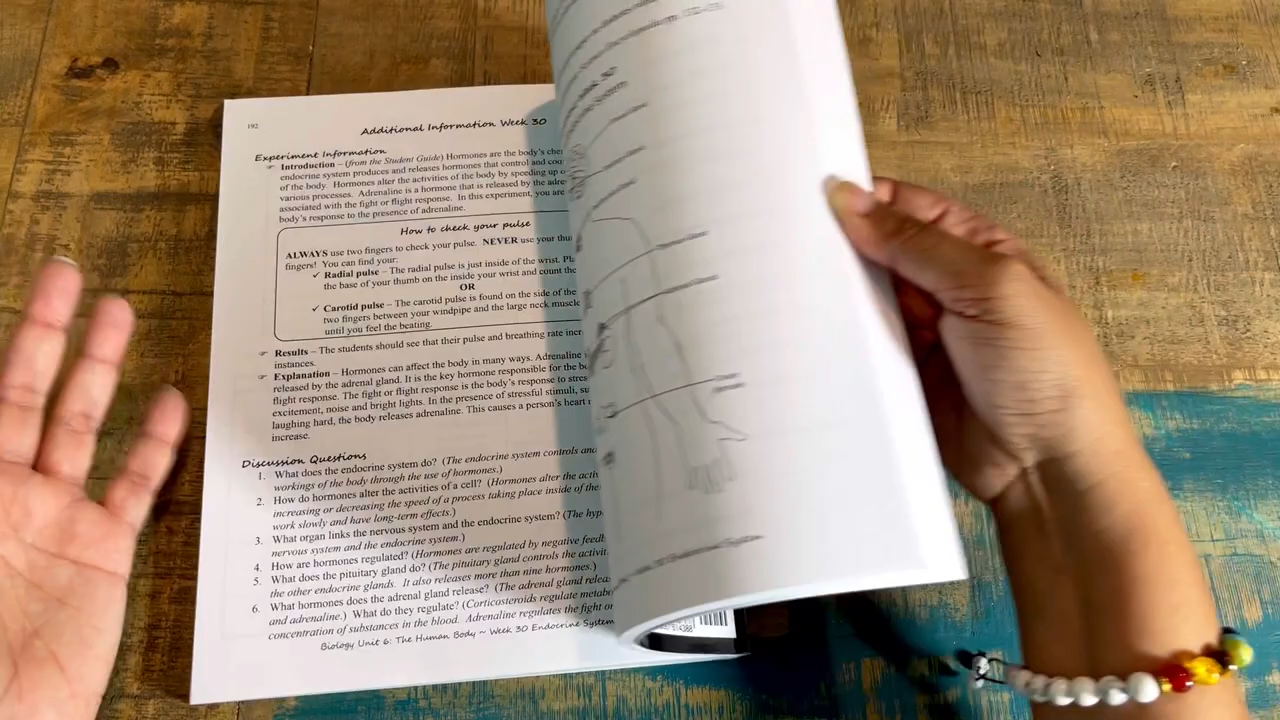 192
Additional Information Week 30
Experiment Information
☞ Introduction – (from the Student Guide) Hormones are the body's
endocrine system produces and releases hormones that control and
of the body. Hormones alter the activities of the body by speeding up
various processes. Adrenaline is a hormone that is released by the
associated with the fight or flight response. In this experiment, you are
body's response to the presence of adrenaline.
How to check your pulse
ALWAYS use two fingers to check your pulse. NEVER use your
fingers! You can find your:
✓ Radial pulse – The radial pulse is just inside of the wrist.
the base of your thumb on the inside your wrist and count the
OR
✓ Carotid pulse – The carotid pulse is found on the side of the
two fingers between your windpipe and the large neck muscle
until you feel the beating.
☞ Results – The students should see that their pulse and breathing rate
instances.
☞ Explanation – Hormones can affect the body in many ways. Adrenaline
released by the adrenal gland. It is the key hormone responsible for the
flight response. The fight or flight response is the body's response to
excitement, noise and bright lights. In the presence of stressful stimuli,
laughing hard, the body releases adrenaline. This causes a person's heart
increase.
Discussion Questions
1. What does the endocrine system do? (The endocrine system controls
workings of the body through the use of hormones.)
2. How do hormones alter the activities of a cell? (Hormones alter the
increasing or decreasing the speed of a process taking place inside of the
work slowly and have long-term effects.)
3. What organ links the nervous system and the endocrine system? (The
nervous system and the endocrine system.)
4. How are hormones regulated? (Hormones are regulated by negative
5. What does the pituitary gland do? (The pituitary gland controls the
the other endocrine glands. It also releases more than nine hormones.)
6. What hormones does the adrenal gland release? (The adrenal gland
and adrenaline.) What do they regulate? (Corticosteroids regulate
concentration of substances in the blood. Adrenaline regulates the fight or
Biology Unit 6: The Human Body ~ Week 30 Endocrine System